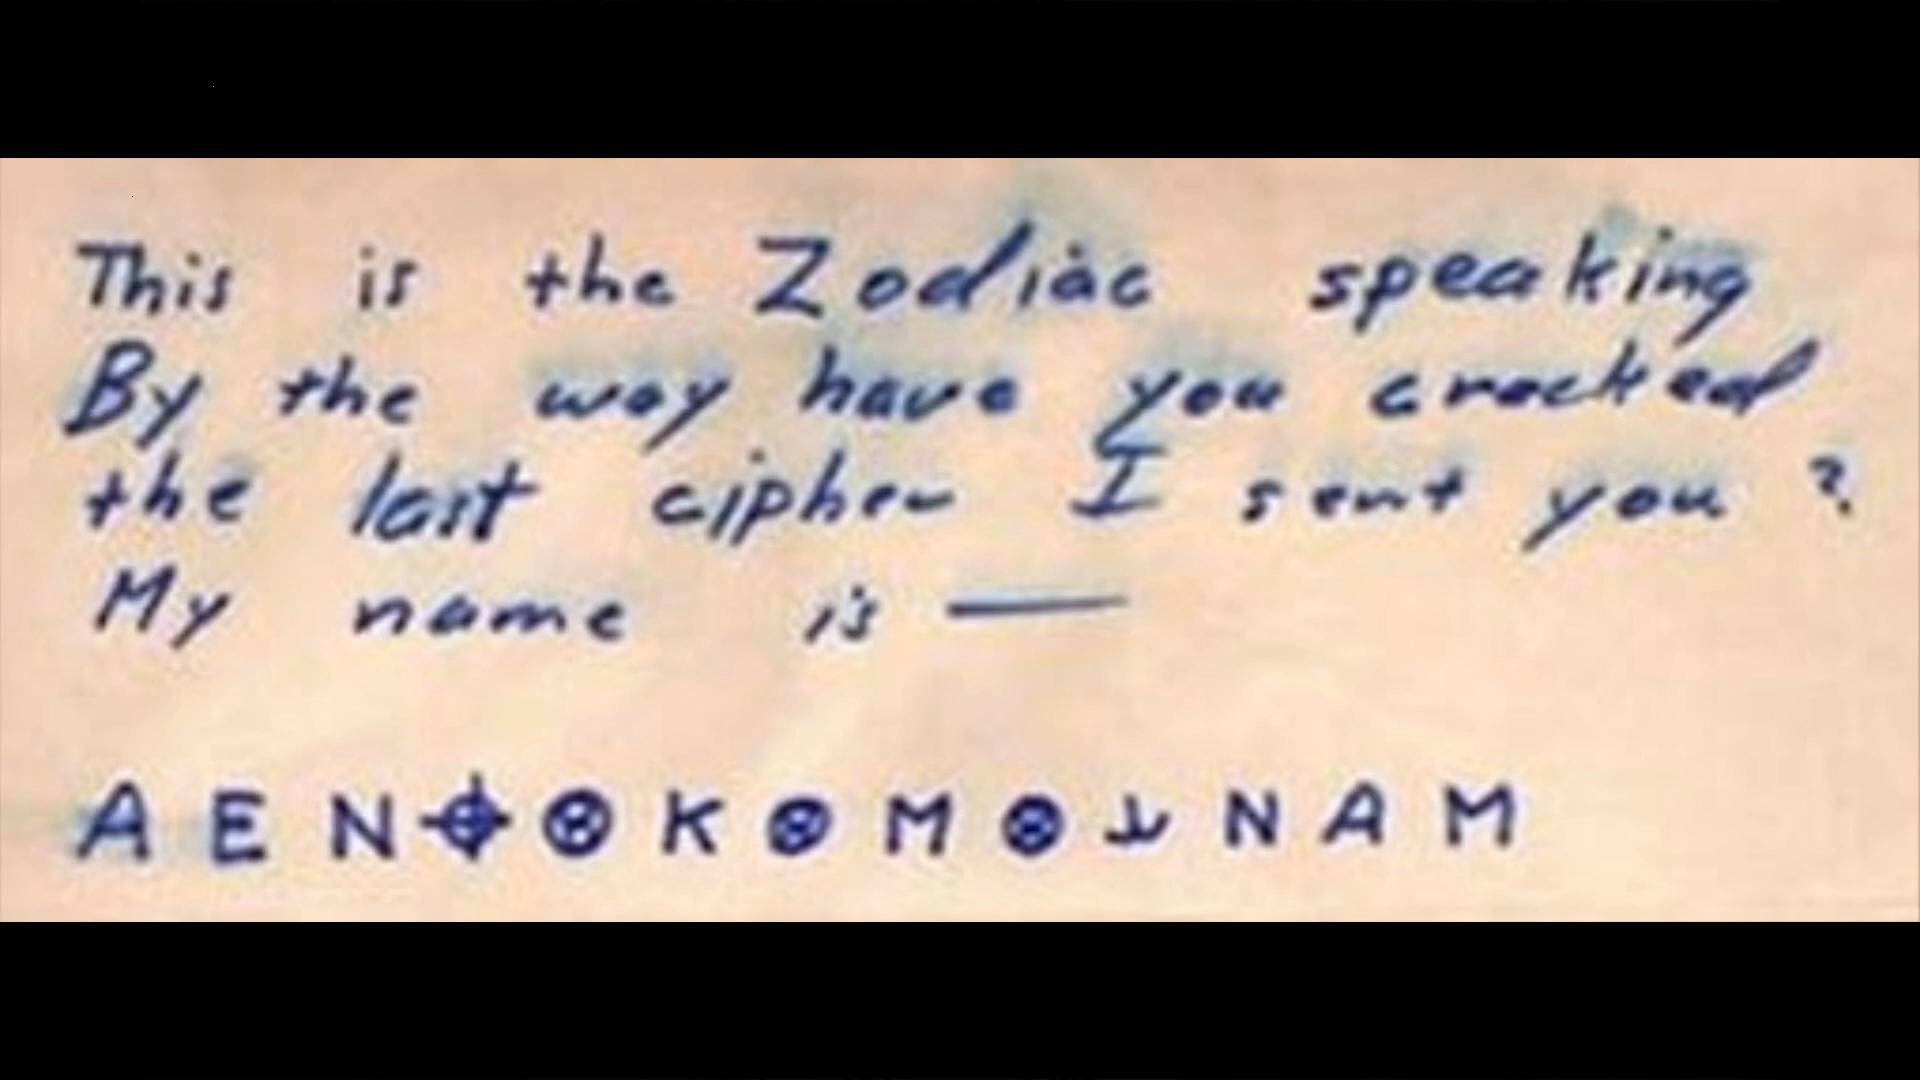 This is the Zodiac speaking
By the way have you cracked
the last cipher I sent you?
My name is —
A E N ⌖ ⊗ K ⊗ M ⊗ ⅃ N A M